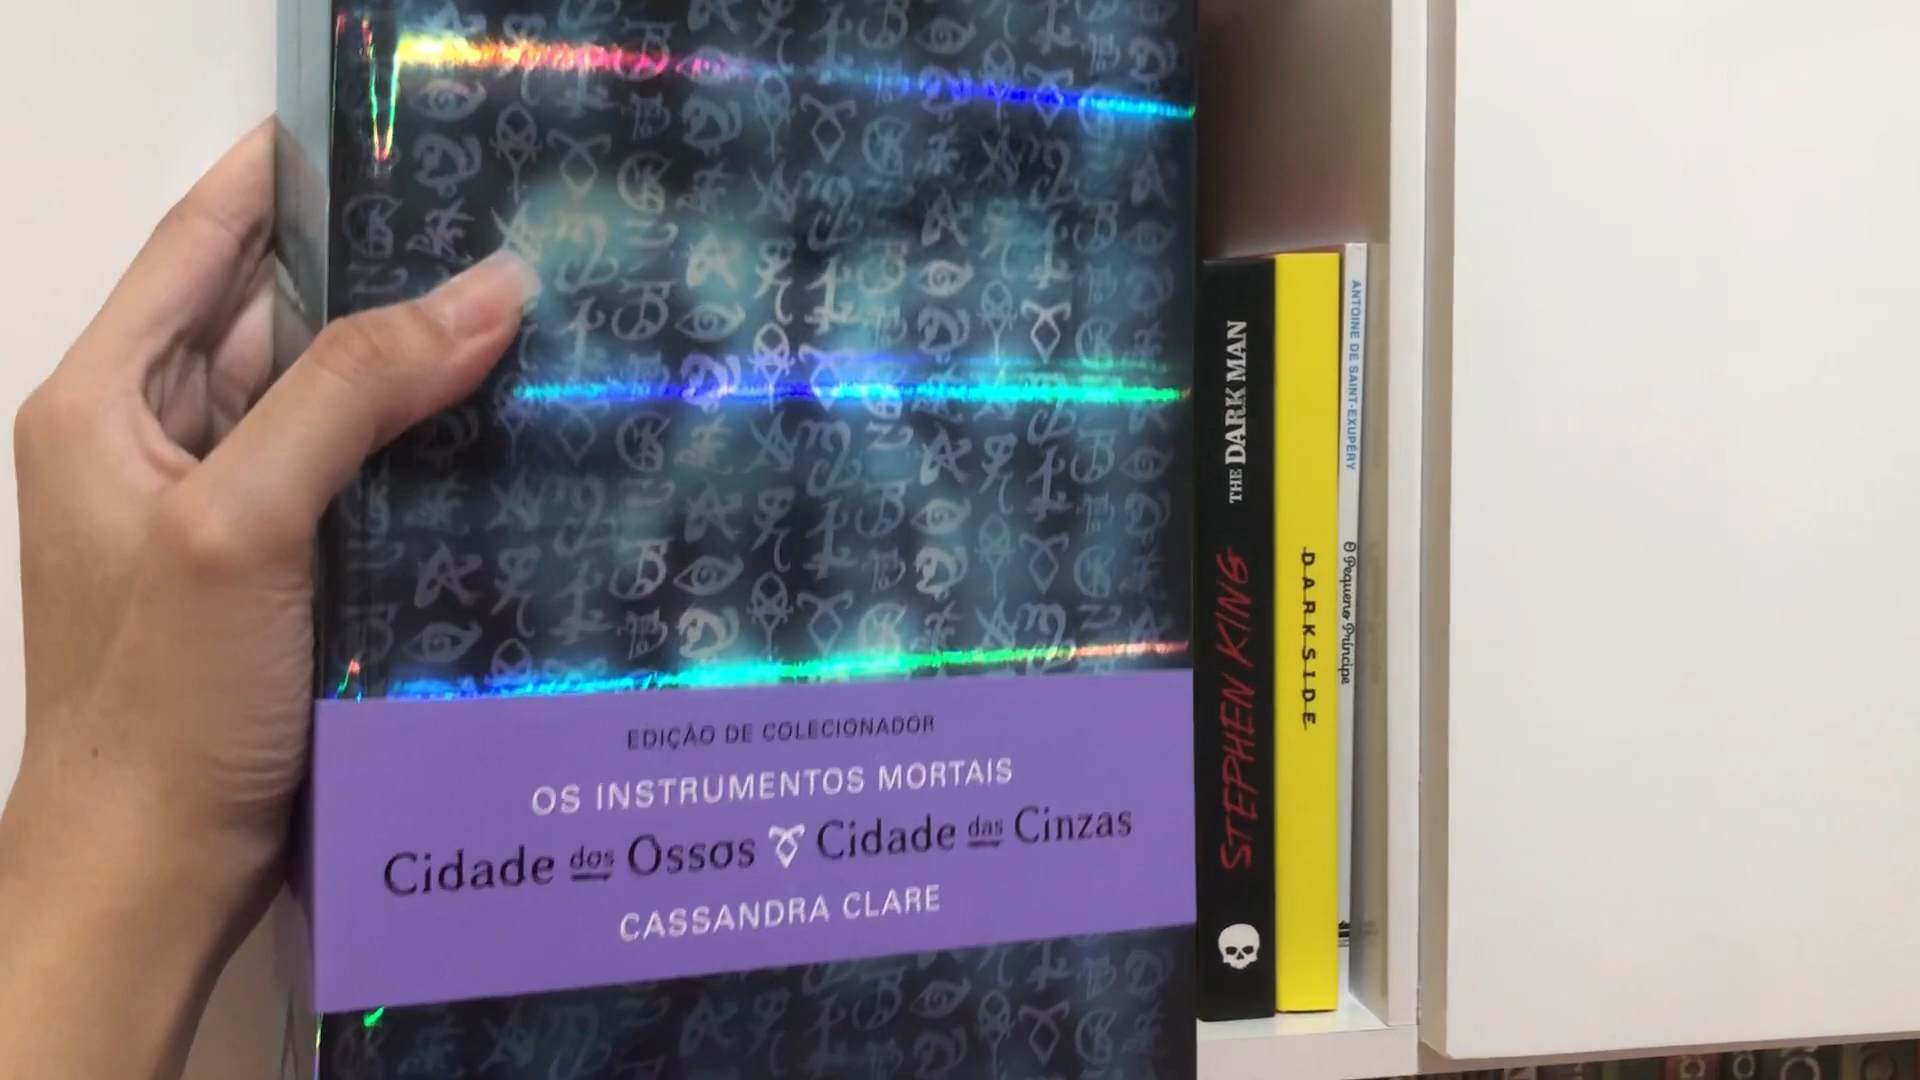 EDIÇÃO DE COLECIONADOR
OS INSTRUMENTOS MORTAIS
Cidade dos Ossos Cidade das Cinzas
CASSANDRA CLARE
STEPHEN KING THE DARK MAN
DARKSIDE
ANTOINE DE SAINT-EXUPÉRY O Pequeno Príncipe